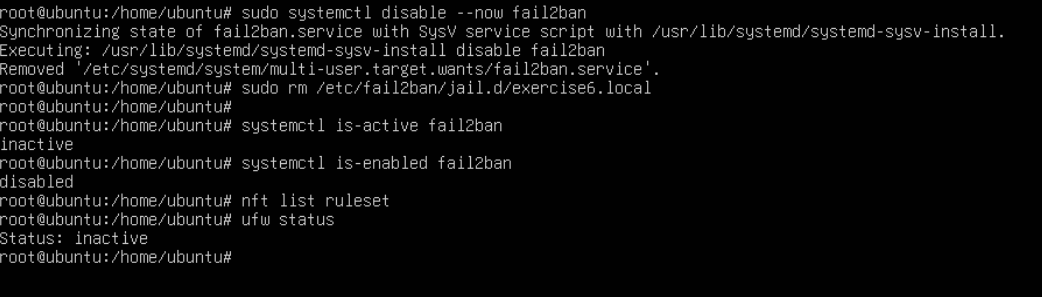 root@ubuntu:/home/ubuntu# sudo systemctl disable --now fail2ban
Synchronizing state of fail2ban.service with SysV service script with /usr/lib/systemd/systemd-sysv-install.
Executing: /usr/lib/systemd/systemd-sysv-install disable fail2ban
Removed '/etc/systemd/system/multi-user.target.wants/fail2ban.service'.
root@ubuntu:/home/ubuntu# sudo rm /etc/fail2ban/jail.d/exercise6.local
root@ubuntu:/home/ubuntu#
root@ubuntu:/home/ubuntu# systemctl is-active fail2ban
inactive
root@ubuntu:/home/ubuntu# systemctl is-enabled fail2ban
disabled
root@ubuntu:/home/ubuntu# nft list ruleset
root@ubuntu:/home/ubuntu# ufw status
Status: inactive
root@ubuntu:/home/ubuntu#